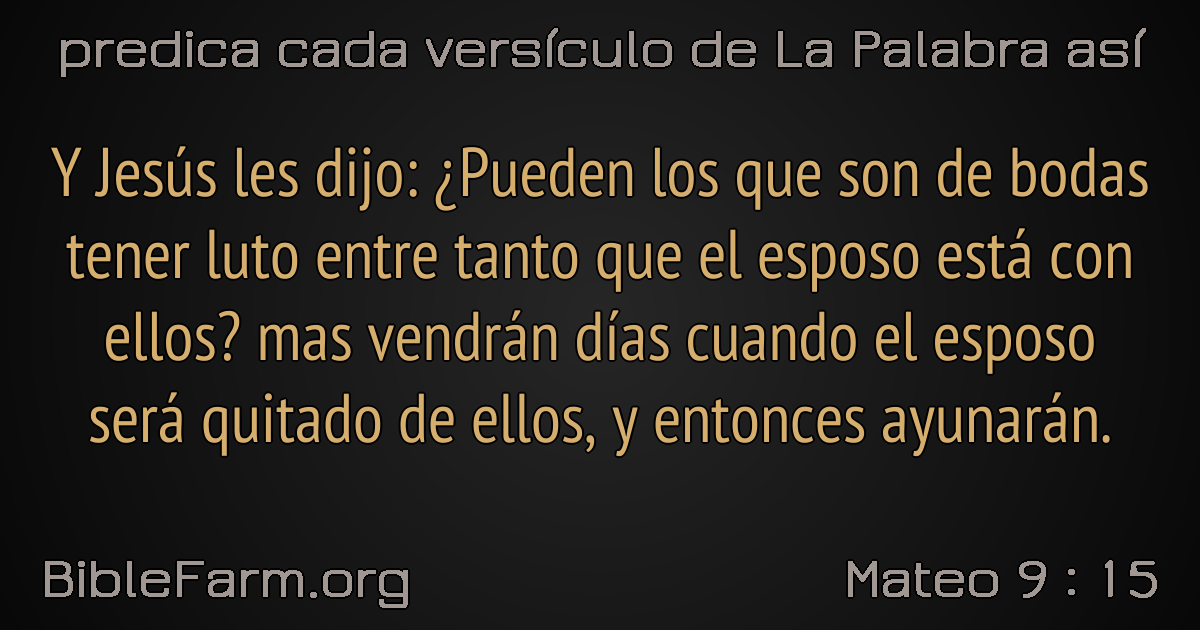 predica cada versículo de La Palabra así
Y Jesús les dijo: ¿Pueden los que son de bodas
tener luto entre tanto que el esposo está con
ellos? mas vendrán días cuando el esposo
será quitado de ellos, y entonces ayunarán.
BibleFarm.org
Mateo 9 : 15